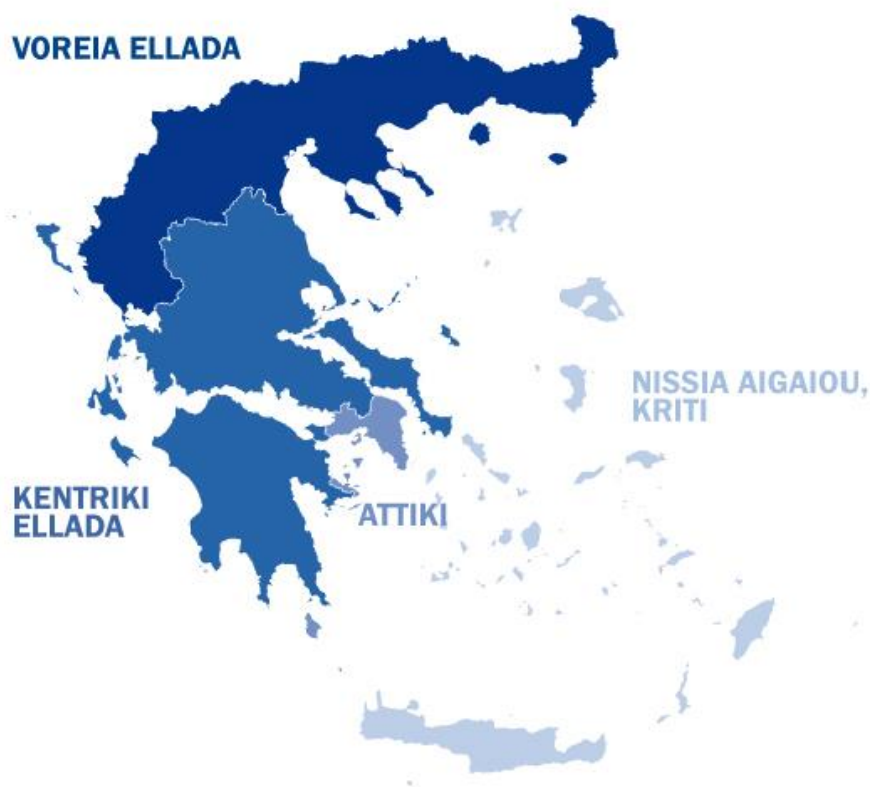 VOREIA ELLADA
NISSIA AIGAIOU,
KRITI
KENTRIKI
ELLADA
ATTIKI